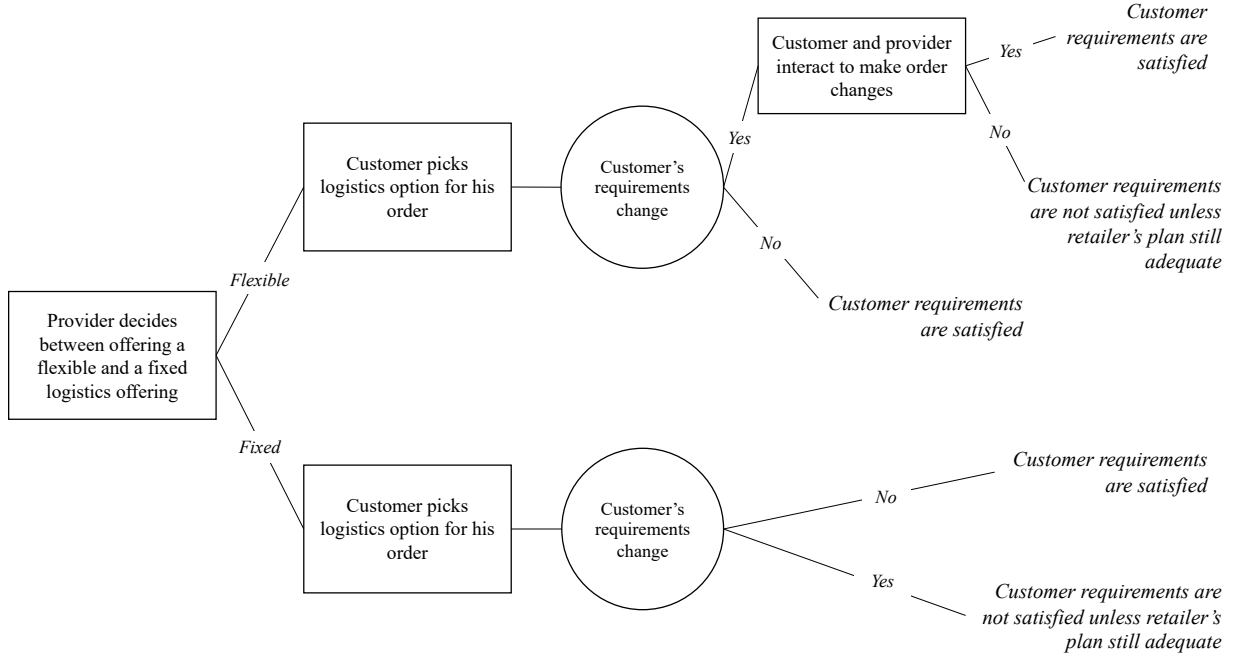 Provider decides
between offering a
flexible and a fixed
logistics offering
Flexible
Customer picks
logistics option for his
order
Customer's
requirements
change
Yes
Customer and provider
interact to make order
changes
Yes
Customer
requirements are
satisfied
No
Customer requirements
are not satisfied unless
retailer's plan still
adequate
No
Customer requirements
are satisfied
Fixed
Customer picks
logistics option for his
order
Customer's
requirements
change
No
Customer requirements
are satisfied
Yes
Customer requirements are
not satisfied unless retailer's
plan still adequate